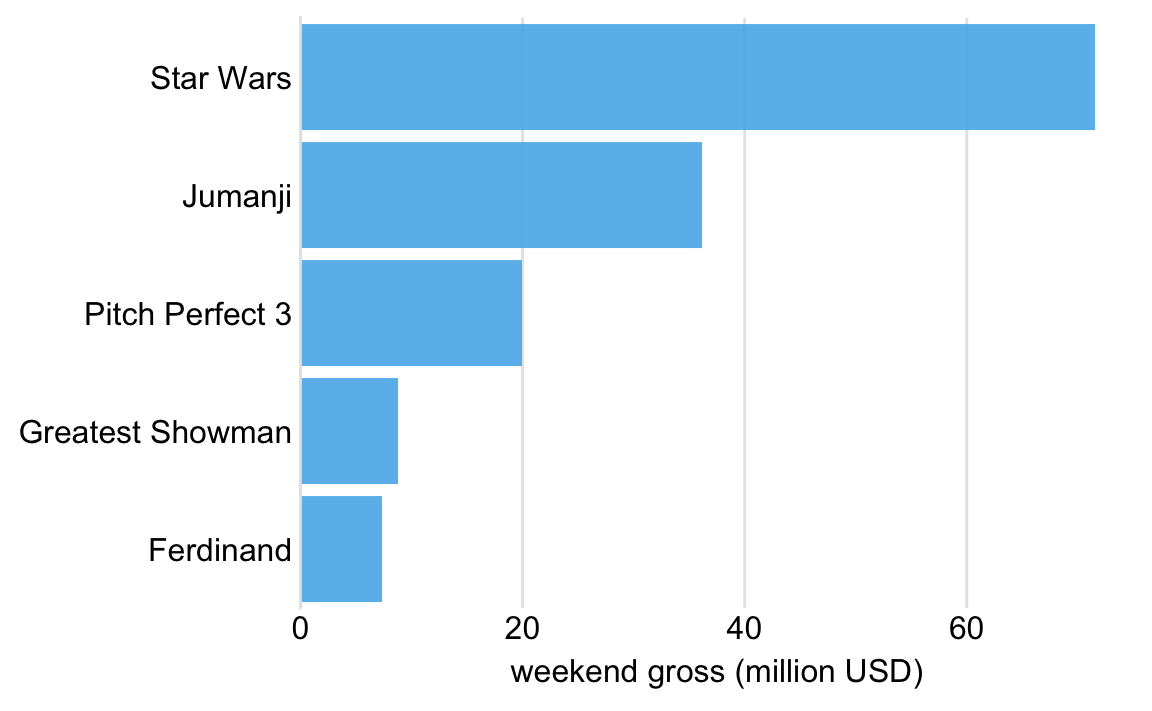 Star Wars
Jumanji
Pitch Perfect 3
Greatest Showman
Ferdinand
0 20 40 60
weekend gross (million USD)